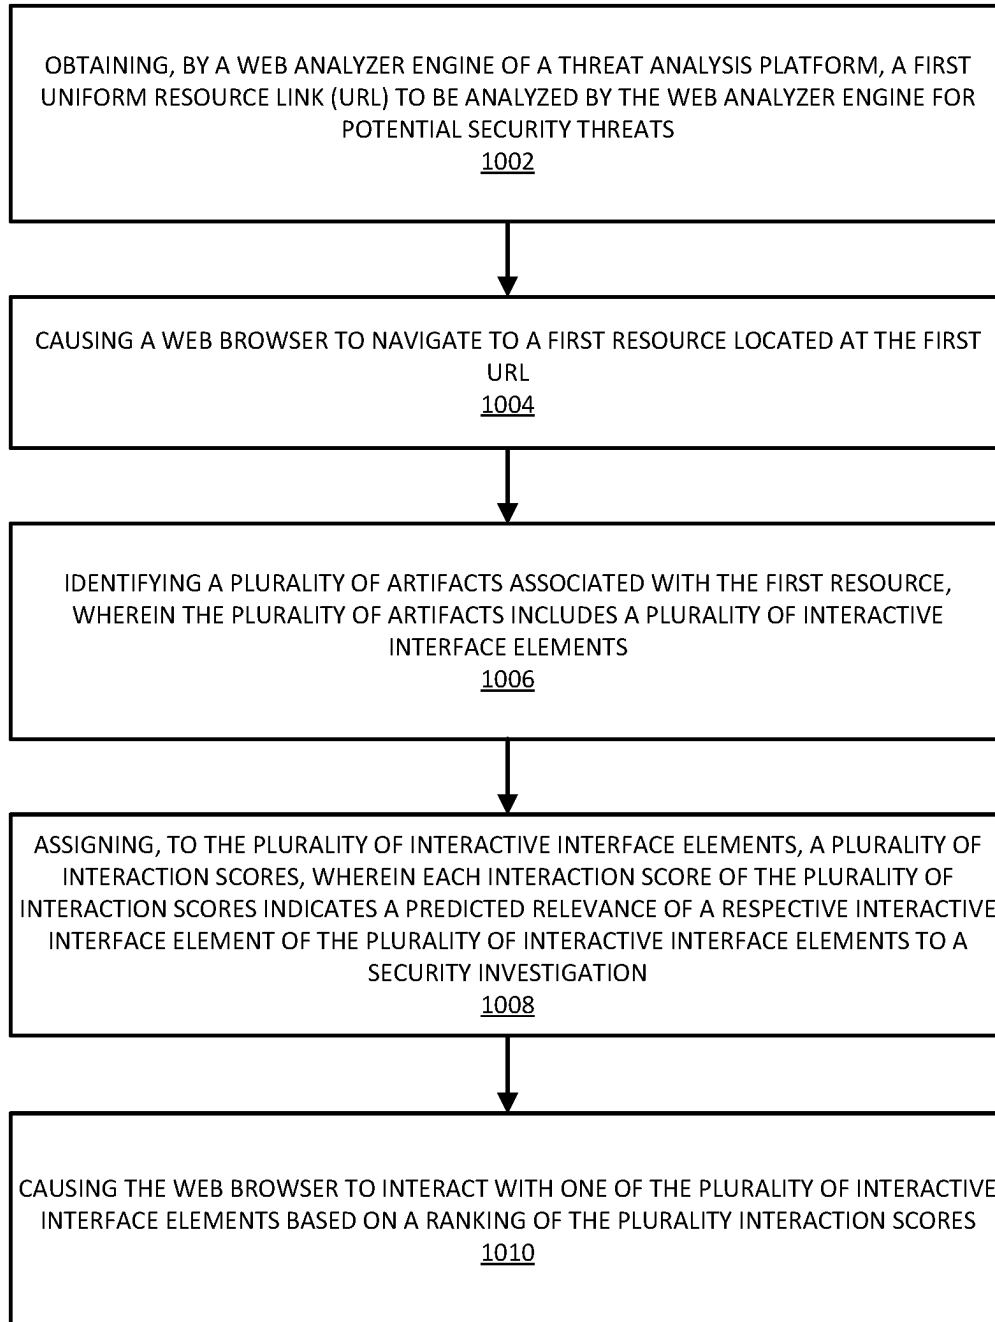 OBTAINING, BY A WEB ANALYZER ENGINE OF A THREAT ANALYSIS PLATFORM, A FIRST
UNIFORM RESOURCE LINK (URL) TO BE ANALYZED BY THE WEB ANALYZER ENGINE FOR
POTENTIAL SECURITY THREATS
1002
CAUSING A WEB BROWSER TO NAVIGATE TO A FIRST RESOURCE LOCATED AT THE FIRST
URL
1004
IDENTIFYING A PLURALITY OF ARTIFACTS ASSOCIATED WITH THE FIRST RESOURCE,
WHEREIN THE PLURALITY OF ARTIFACTS INCLUDES A PLURALITY OF INTERACTIVE
INTERFACE ELEMENTS
1006
ASSIGNING, TO THE PLURALITY OF INTERACTIVE INTERFACE ELEMENTS, A PLURALITY OF
INTERACTION SCORES, WHEREIN EACH INTERACTION SCORE OF THE PLURALITY OF
INTERACTION SCORES INDICATES A PREDICTED RELEVANCE OF A RESPECTIVE INTERACTIVE
INTERFACE ELEMENT OF THE PLURALITY OF INTERACTIVE INTERFACE ELEMENTS TO A
SECURITY INVESTIGATION
1008
CAUSING THE WEB BROWSER TO INTERACT WITH ONE OF THE PLURALITY OF INTERACTIVE
INTERFACE ELEMENTS BASED ON A RANKING OF THE PLURALITY INTERACTION SCORES
1010